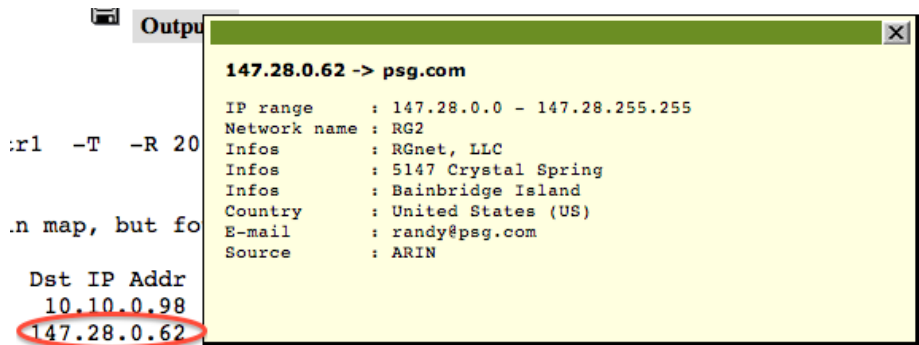 Outpu
147.28.0.62 -> psg.com
IP range : 147.28.0.0 - 147.28.255.255
Network name : RG2
:rl -T -R 20
Infos : RGnet, LLC
Infos : 5147 Crystal Spring
Infos : Bainbridge Island
Country : United States (US)
.n map, but fo
E-mail : randy@psg.com
Source : ARIN
Dst IP Addr
10.10.0.98
147.28.0.62